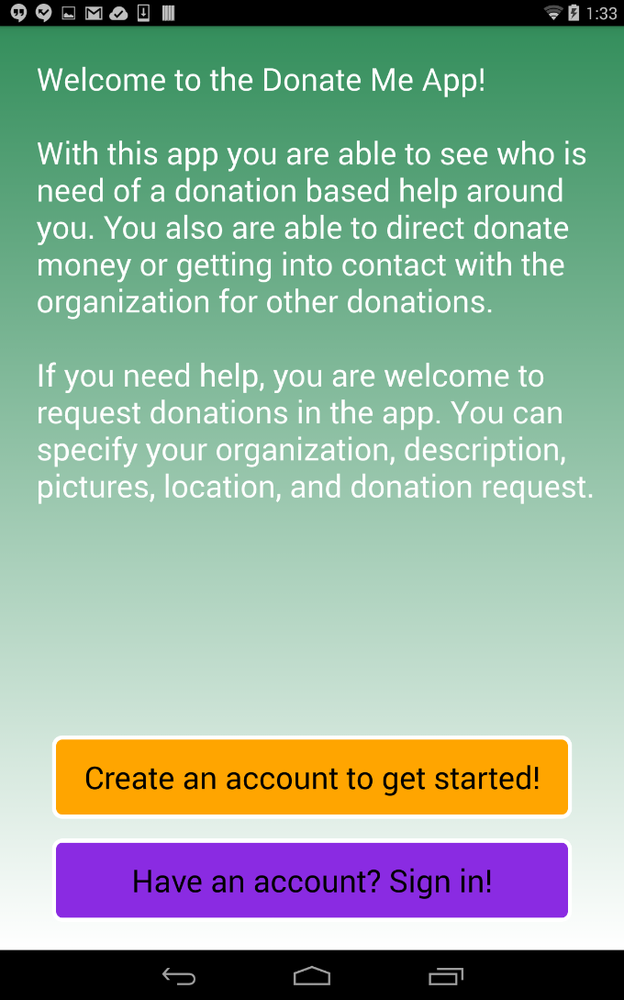 1:33
Welcome to the Donate Me App!
With this app you are able to see who is
need of a donation based help around
you. You also are able to direct donate
money or getting into contact with the
organization for other donations.
If you need help, you are welcome to
request donations in the app. You can
specify your organization, description,
pictures, location, and donation request.
Create an account to get started!
Have an account? Sign in!